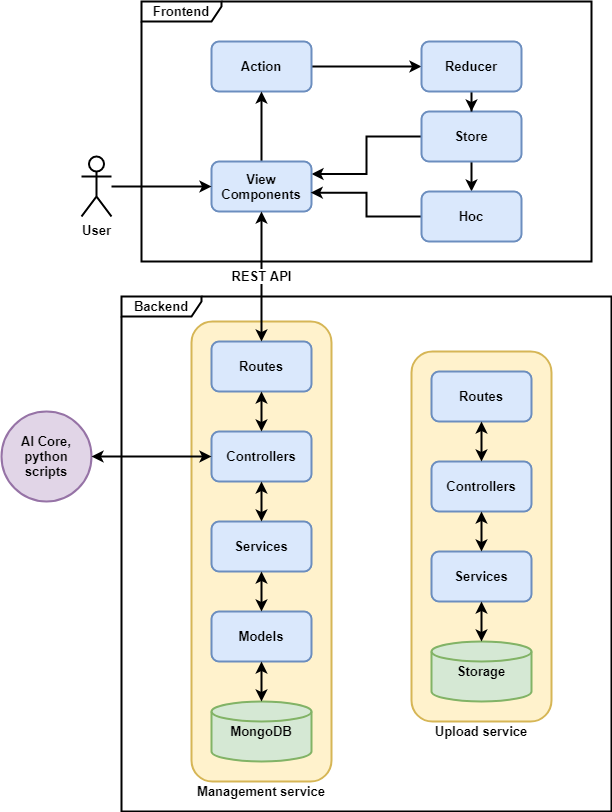 Frontend
Action
Reducer
Store
View
Components
Hoc
User
REST API
Backend
Routes
Controllers
Services
Models
MongoDB
Management service
AI Core,
python
scripts
Routes
Controllers
Services
Storage
Upload service